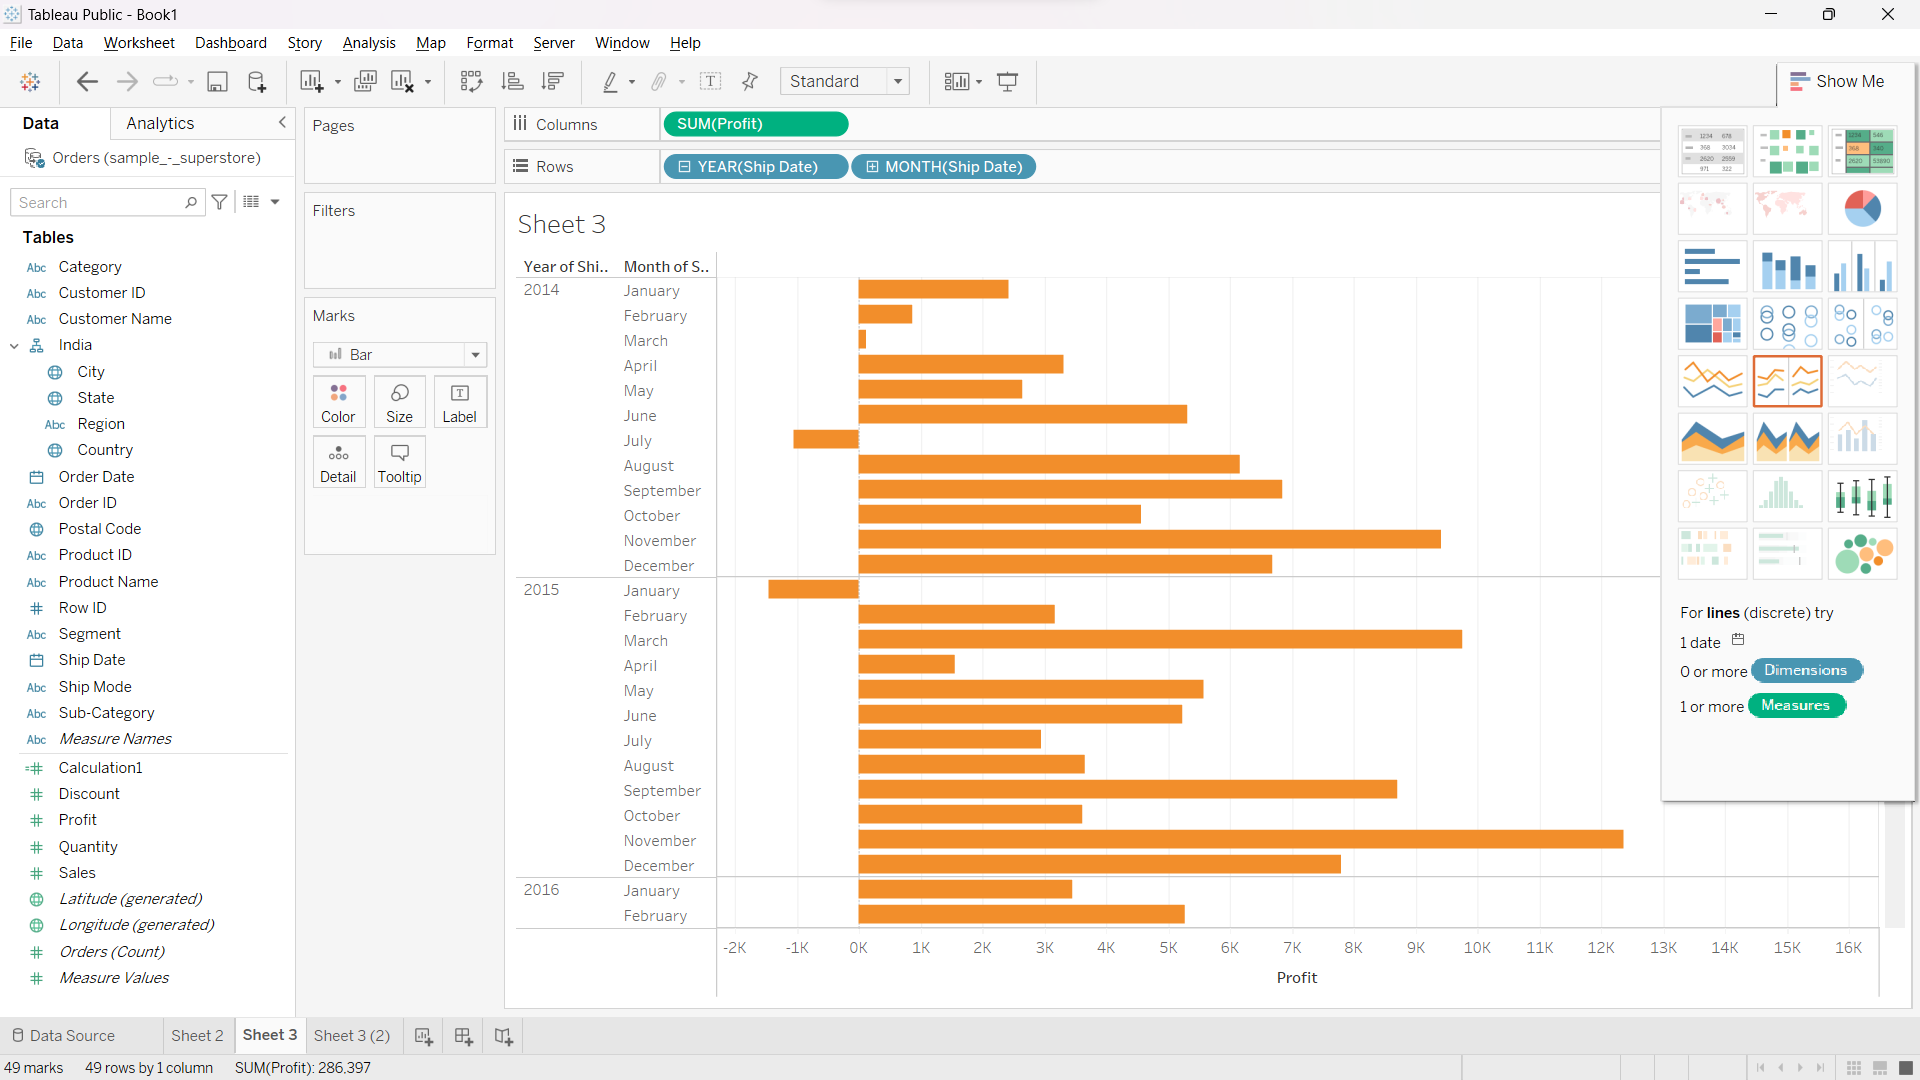 Tableau Public - Book1
File Data Worksheet Dashboard Story Analysis Map Format Server Window Help
Standard
Show Me
Data Analytics
Orders (sample_-_superstore)
Search
Tables
Abc Category
Abc Customer ID
Abc Customer Name
India
City
State
Abc Region
Country
Order Date
Abc Order ID
Postal Code
Abc Product ID
Abc Product Name
Row ID
Abc Segment
Ship Date
Abc Ship Mode
Abc Sub-Category
Abc Measure Names
Calculation1
Discount
Profit
Quantity
Sales
Latitude (generated)
Longitude (generated)
Orders (Count)
Measure Values
Pages
Filters
Marks
Bar
Color Size Label
Detail Tooltip
Columns SUM(Profit)
Rows YEAR(Ship Date) MONTH(Ship Date)
Sheet 3
Year of Shi.. Month of S..
2014 January
February
March
April
May
June
July
August
September
October
November
December
2015 January
February
March
April
May
June
July
August
September
October
November
December
2016 January
February
-2K -1K 0K 1K 2K 3K 4K 5K 6K 7K 8K 9K 10K 11K 12K 13K 14K 15K 16K
Profit
For lines (discrete) try
1 date
0 or more Dimensions
1 or more Measures
Data Source Sheet 2 Sheet 3 Sheet 3 (2)
49 marks 49 rows by 1 column SUM(Profit): 286,397